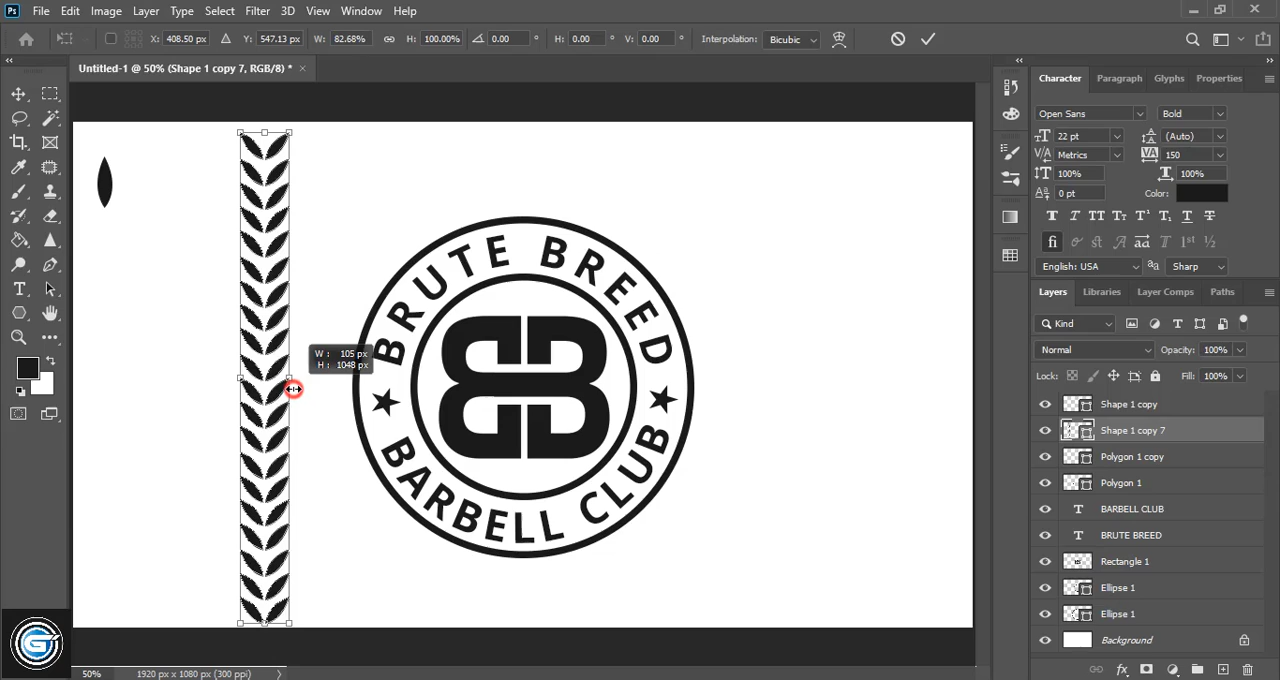 Ps File Edit Image Layer Type Select Filter 3D View Window Help
X: 408.50 px Y: 547.13 px W: 82.68% H: 100.00% 0.00 ° H: 0.00 ° V: 0.00 ° Interpolation: Bicubic
Untitled-1 @ 50% (Shape 1 copy 7, RGB/8) *
Character Paragraph Glyphs Properties
Open Sans Bold
22 pt (Auto)
Metrics 150
100% 100%
0 pt Color:
English: USA Sharp
Layers Libraries Layer Comps Paths
Kind
Normal Opacity: 100%
Lock: Fill: 100%
Shape 1 copy
Shape 1 copy 7
Polygon 1 copy
Polygon 1
BARBELL CLUB
BRUTE BREED
Rectangle 1
Ellipse 1
Ellipse 1
Background
W: 105 px
H: 1048 px
BRUTE BREED
BB
BARBELL CLUB
50% 1920 px x 1080 px (300 ppi)